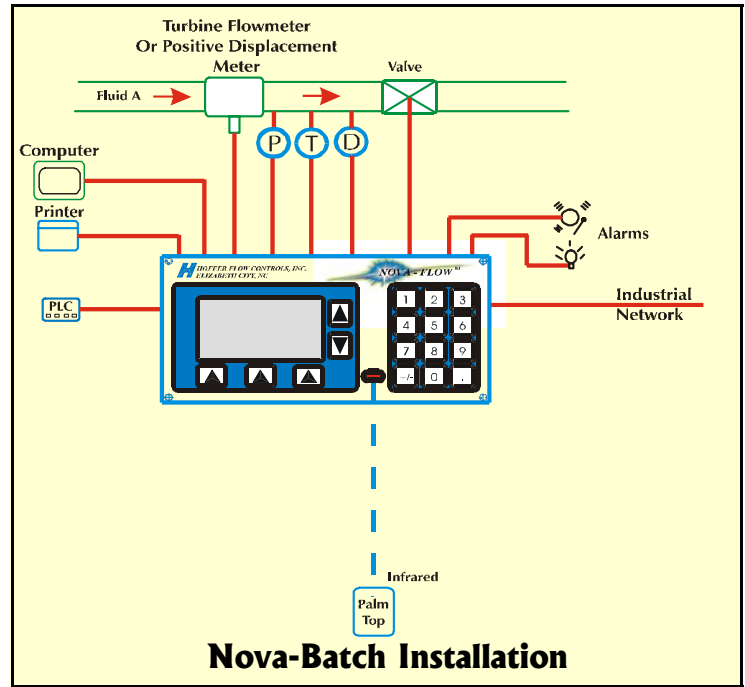 Turbine Flowmeter
Or Positive Displacement
Meter
Valve
Fluid A
P
T
D
Computer
Printer
Alarms
HOFFER FLOW CONTROLS, INC.
ELIZABETH CITY, NC
NOVA - FLOW
PLC
1 2 3
4 5 6
7 8 9
+/- 0 .
Industrial
Network
Infrared
Palm
Top
Nova-Batch Installation